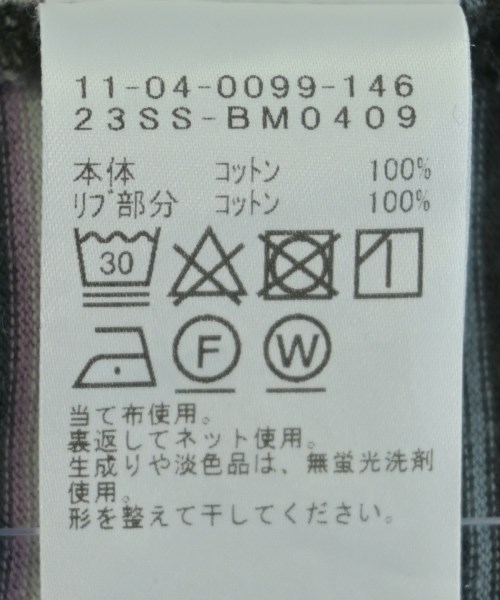 11-04-0099-146
23SS-BM0409
本体 コットン 100%
リブ部分 コットン 100%
30
F W
当て布使用。
裏返してネット使用。
生成りや淡色品は、無蛍光洗剤
使用。
形を整えて干してください。